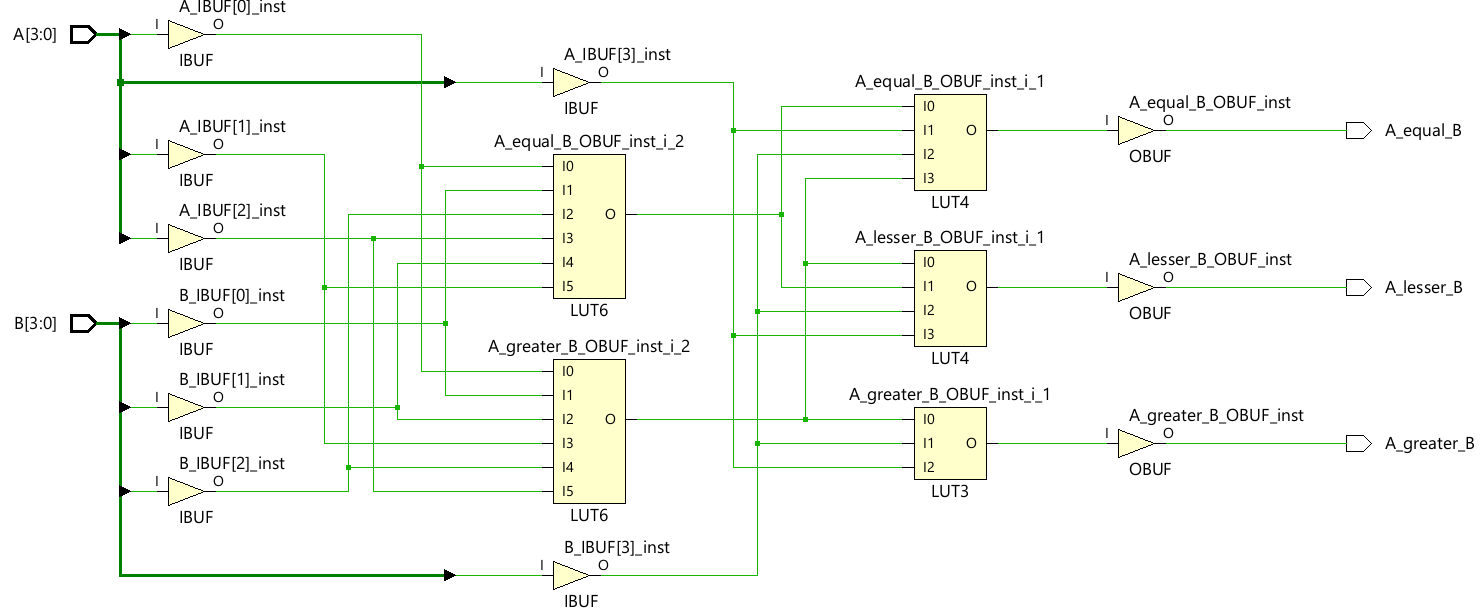 A[3:0]
A_IBUF[0]_inst
I
O
IBUF
A_IBUF[3]_inst
I
O
IBUF
A_IBUF[1]_inst
I
O
IBUF
A_IBUF[2]_inst
I
O
IBUF
B[3:0]
B_IBUF[0]_inst
I
O
IBUF
B_IBUF[1]_inst
I
O
IBUF
B_IBUF[2]_inst
I
O
IBUF
A_equal_B_OBUF_inst_i_2
I0
I1
I2
I3
I4
I5
O
LUT6
A_greater_B_OBUF_inst_i_2
I0
I1
I2
I3
I4
I5
O
LUT6
B_IBUF[3]_inst
I
O
IBUF
A_equal_B_OBUF_inst_i_1
I0
I1
I2
I3
O
LUT4
A_lesser_B_OBUF_inst_i_1
I0
I1
I2
I3
O
LUT4
A_greater_B_OBUF_inst_i_1
I0
I1
I2
O
LUT3
A_equal_B_OBUF_inst
I
O
OBUF
A_equal_B
A_lesser_B_OBUF_inst
I
O
OBUF
A_lesser_B
A_greater_B_OBUF_inst
I
O
OBUF
A_greater_B